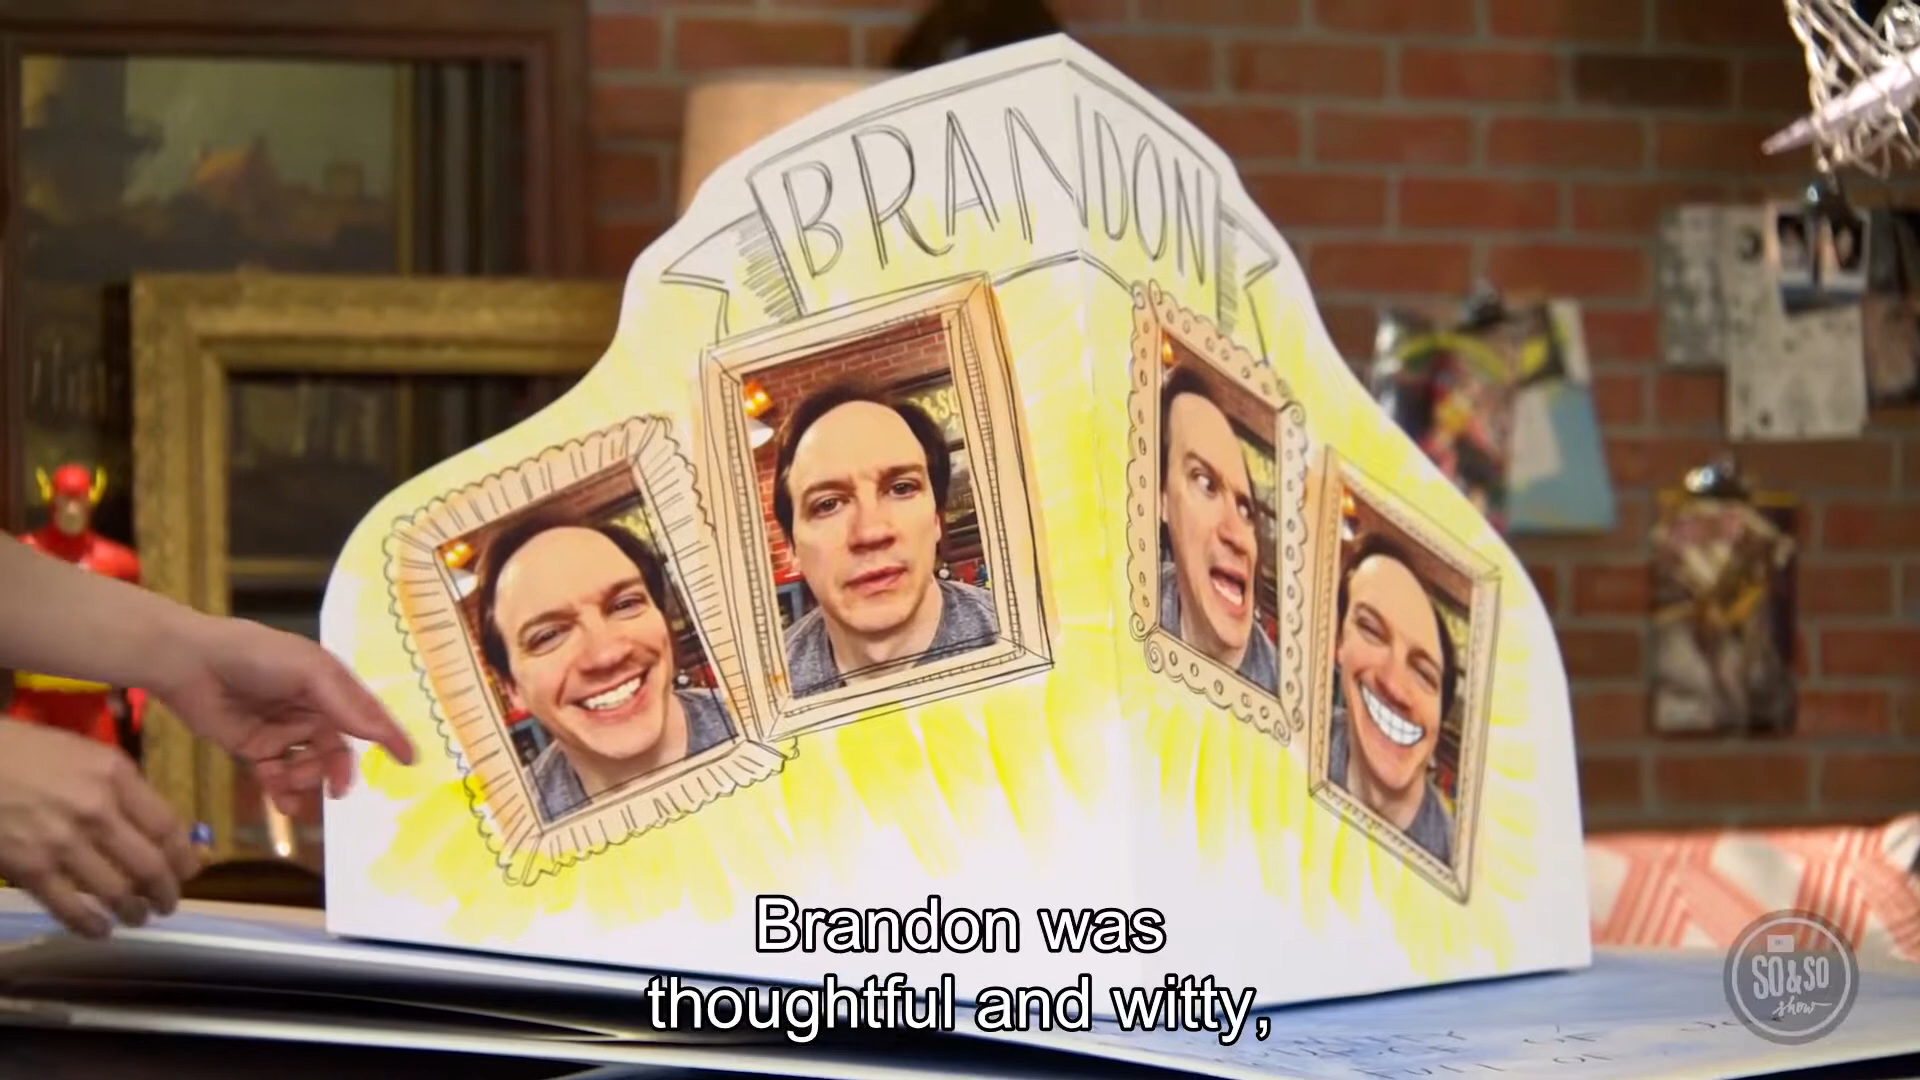 BRANDON
Brandon was
thoughtful and witty,
SO & SO
show